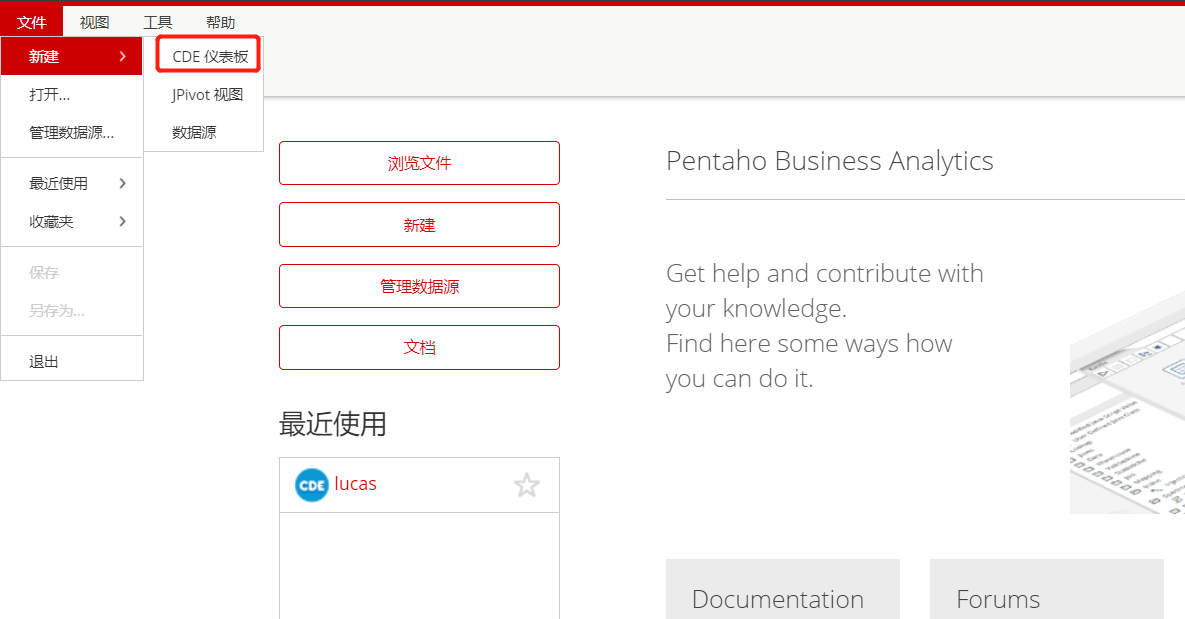 文件 视图 工具 帮助
新建
CDE 仪表板
打开...
JPivot 视图
管理数据源...
数据源
最近使用
收藏夹
保存
另存为...
退出
浏览文件
新建
管理数据源
文档
最近使用
CDE lucas
Pentaho Business Analytics
Get help and contribute with
your knowledge.
Find here some ways how
you can do it.
Documentation
Forums